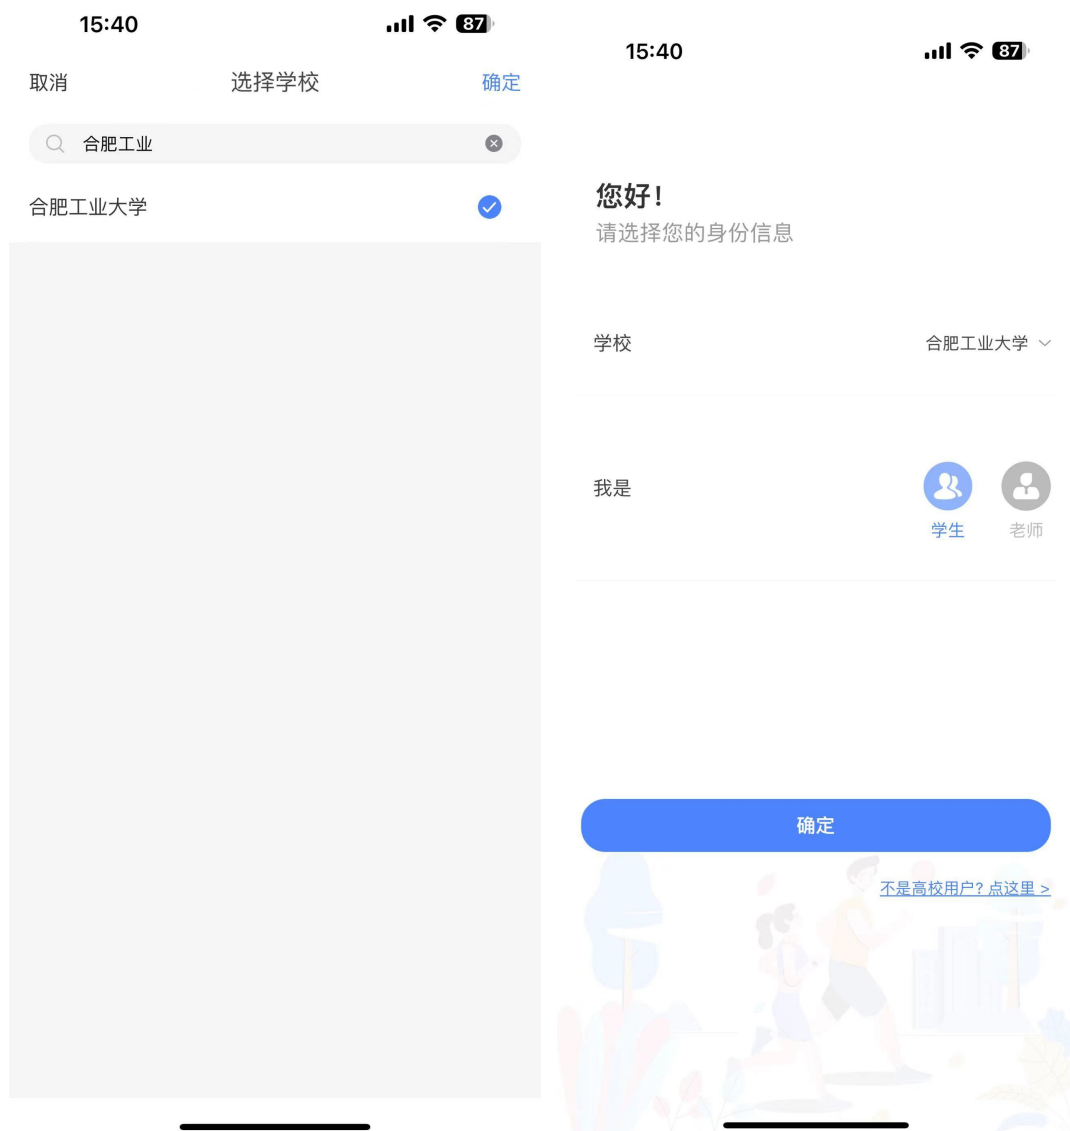 15:40
87
取消
选择学校
确定
合肥工业
合肥工业大学
15:40
87
您好!
请选择您的身份信息
学校
合肥工业大学
我是
学生
老师
确定
不是高校用户? 点这里 >